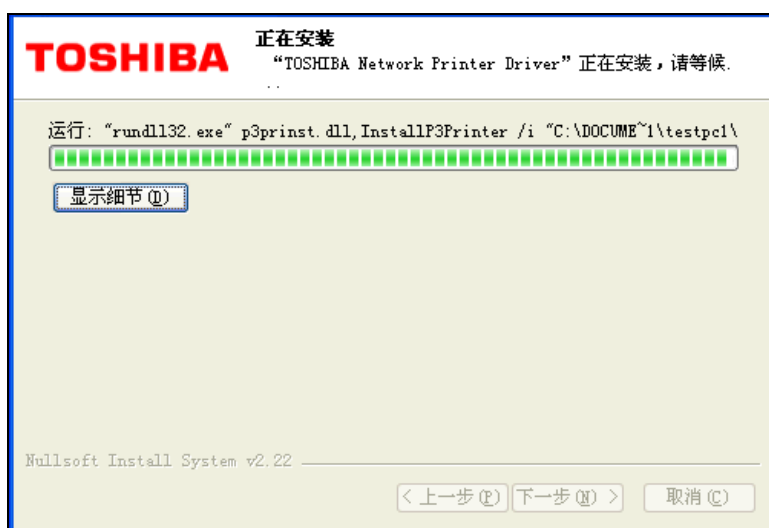 TOSHIBA
正在安装
“TOSHIBA Network Printer Driver”正在安装，请等候.
..
运行: "rundll32.exe" p3prinst.dll,InstallP3Printer /i "C:\DOCUME~1\testpc1\
显示细节(D)
Nullsoft Install System v2.22
< 上一步(P) 下一步(N) > 取消(C)